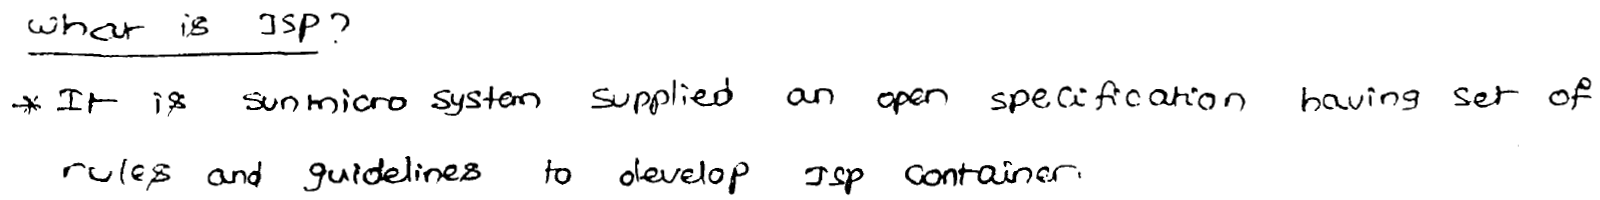 What is JSP?
* It is sunmicro system supplied an open specification having set of
rules and guidelines to develop JSP container.